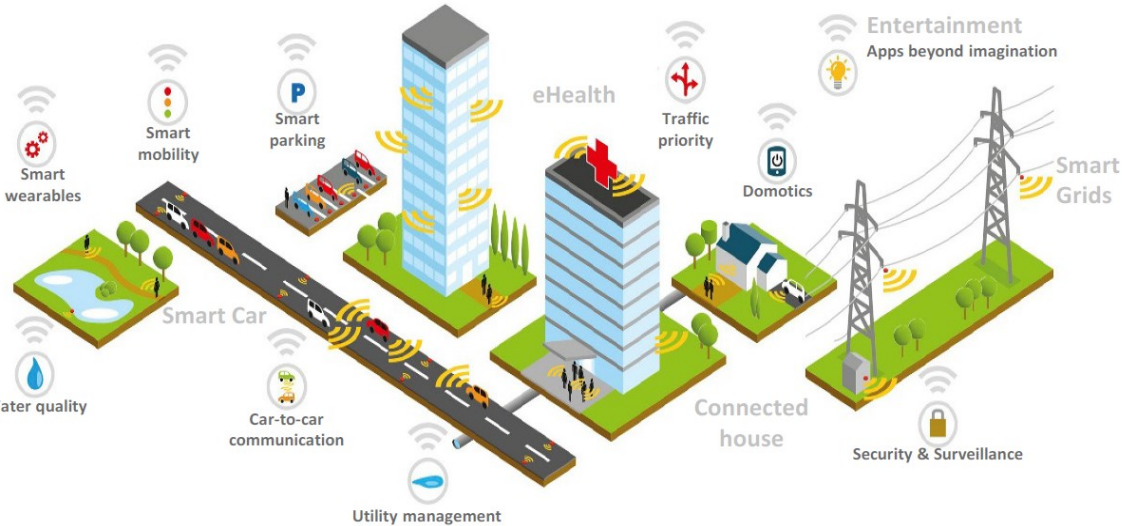 Entertainment
Apps beyond imagination
eHealth
Smart
parking
P
Smart
mobility
Traffic
priority
Smart
wearables
Domotics
Smart
Grids
Smart Car
ater quality
Car-to-car
communication
Connected
house
Security & Surveillance
Utility management